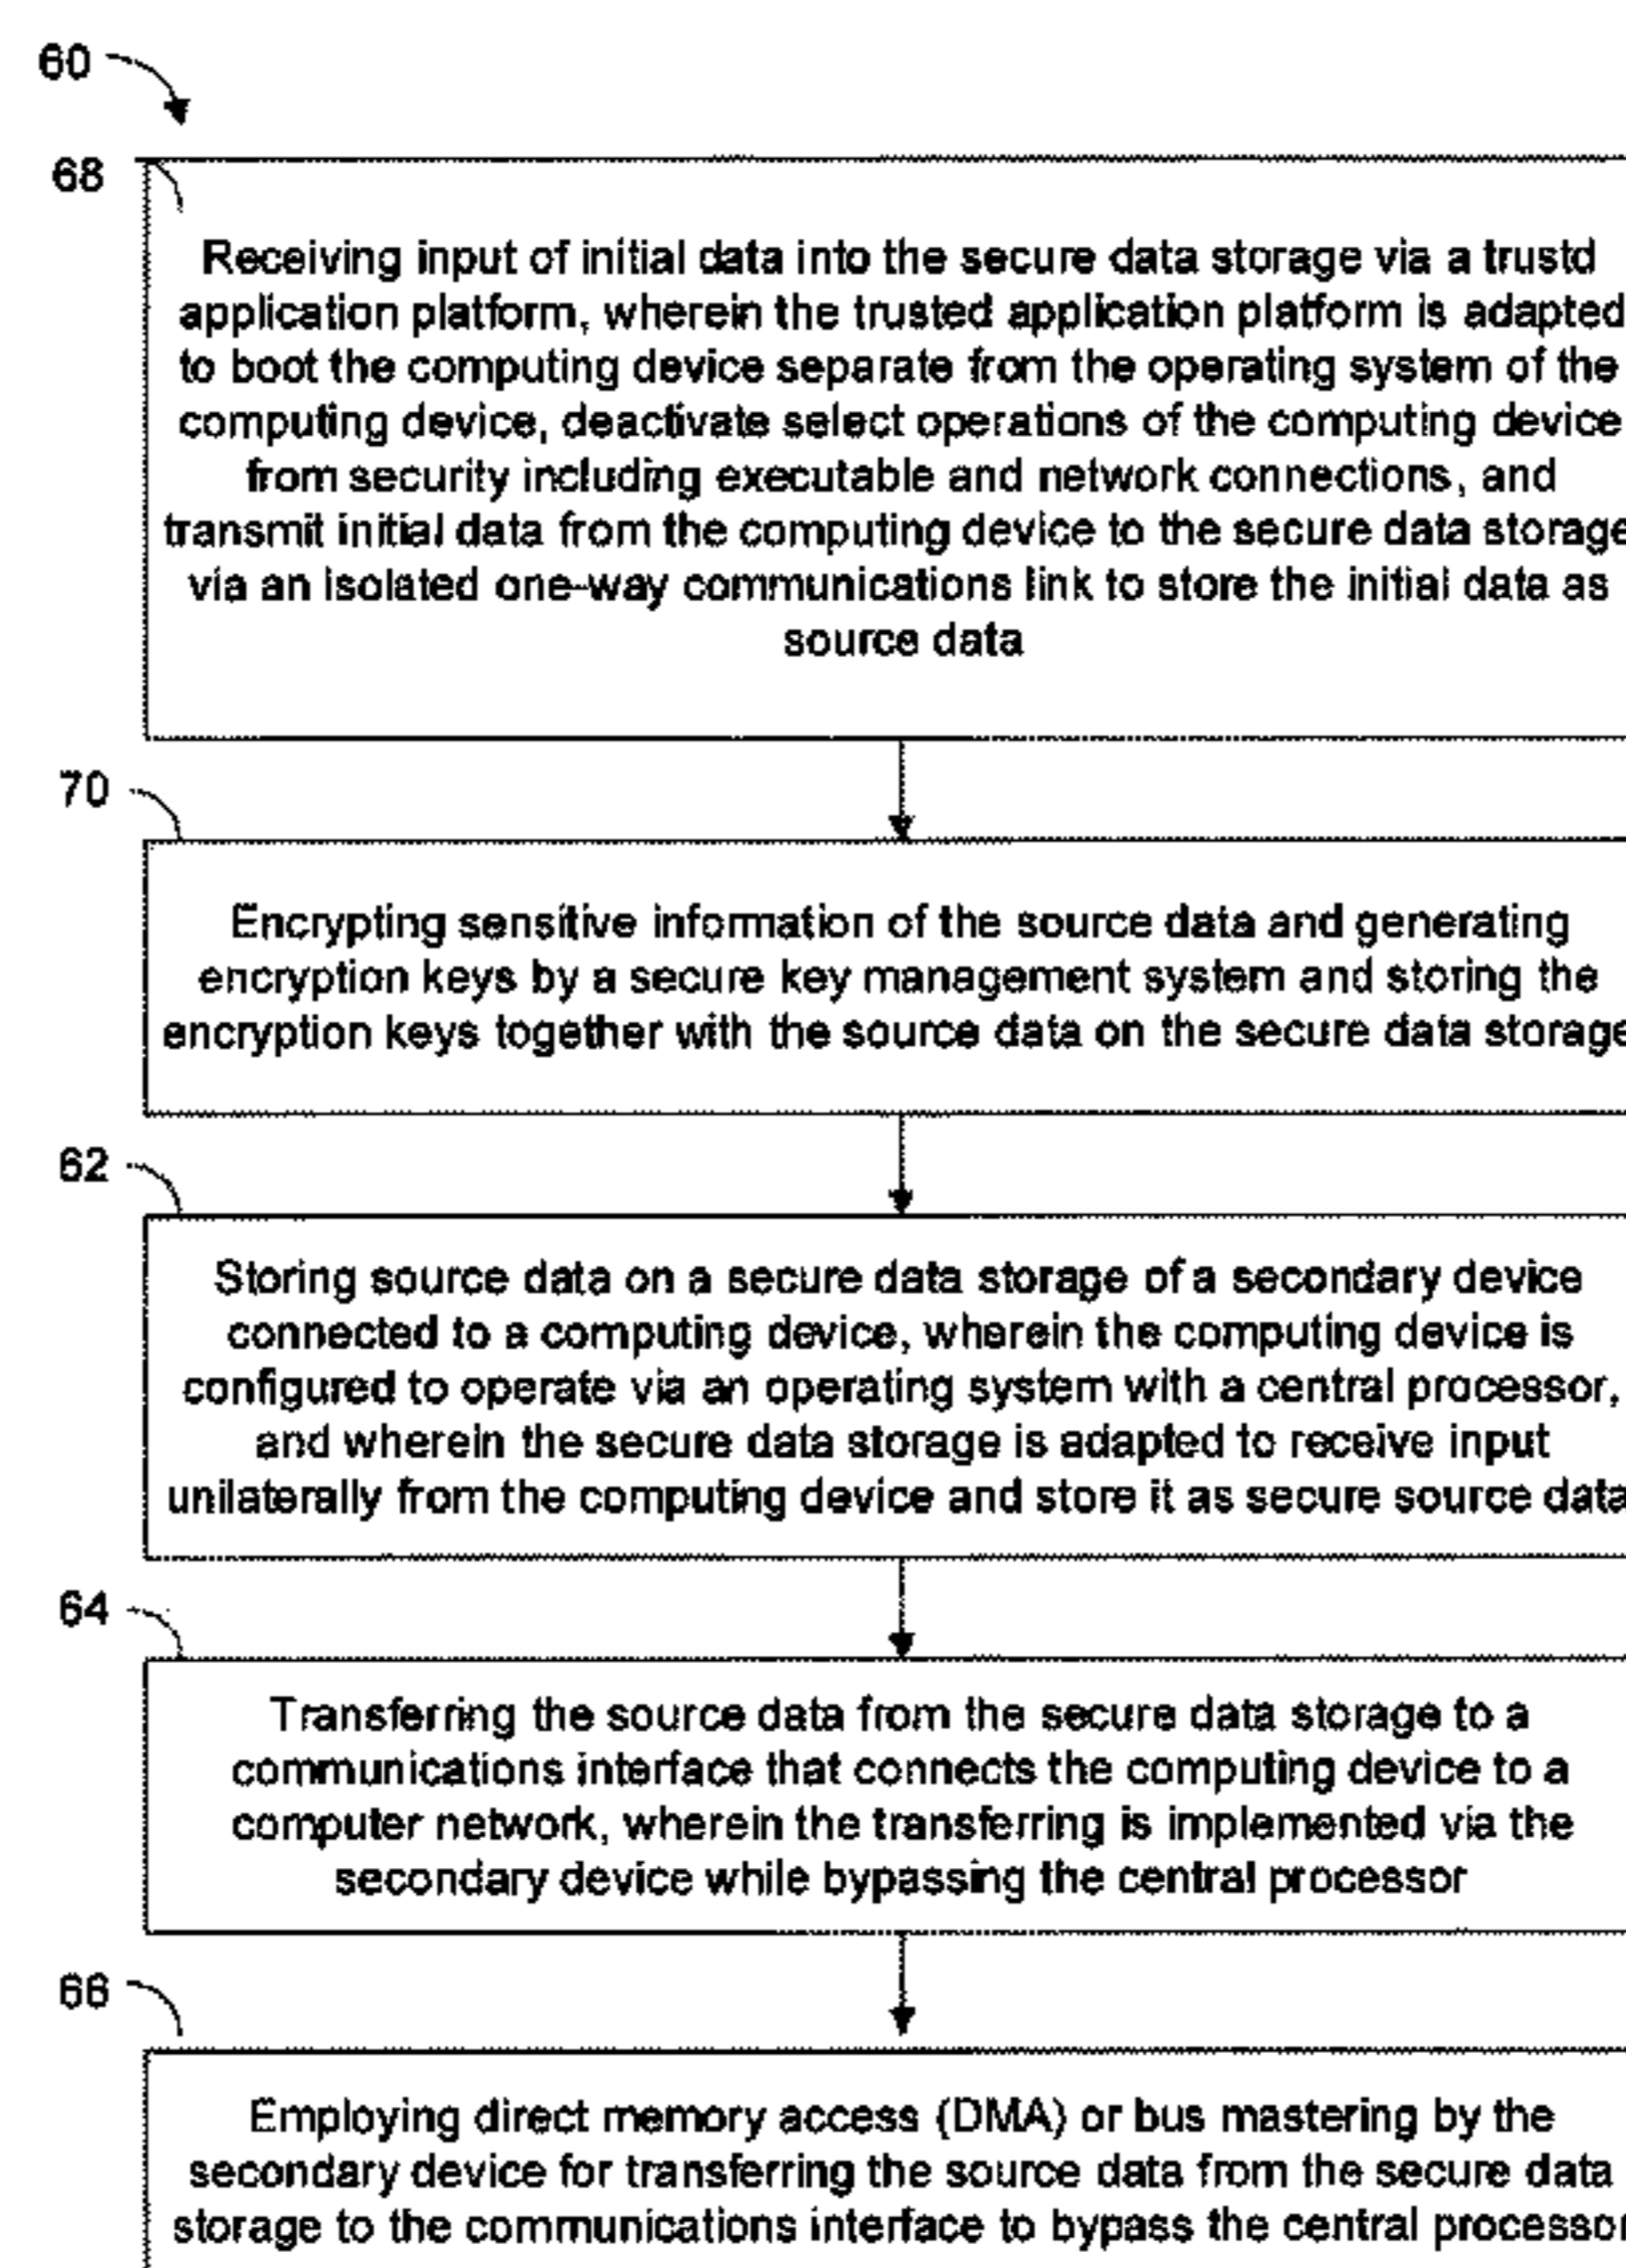 60
68
Receiving input of initial data into the secure data storage via a trustd
application platform, wherein the trusted application platform is adapted
to boot the computing device separate from the operating system of the
computing device, deactivate select operations of the computing device
from security including executable and network connections, and
transmit initial data from the computing device to the secure data storage
via an isolated one-way communications link to store the initial data as
source data
70
Encrypting sensitive information of the source data and generating
encryption keys by a secure key management system and storing the
encryption keys together with the source data on the secure data storage
62
Storing source data on a secure data storage of a secondary device
connected to a computing device, wherein the computing device is
configured to operate via an operating system with a central processor,
and wherein the secure data storage is adapted to receive input
unilaterally from the computing device and store it as secure source data
64
Transferring the source data from the secure data storage to a
communications interface that connects the computing device to a
computer network, wherein the transferring is implemented via the
secondary device while bypassing the central processor
66
Employing direct memory access (DMA) or bus mastering by the
secondary device for transferring the source data from the secure data
storage to the communications interface to bypass the central processor